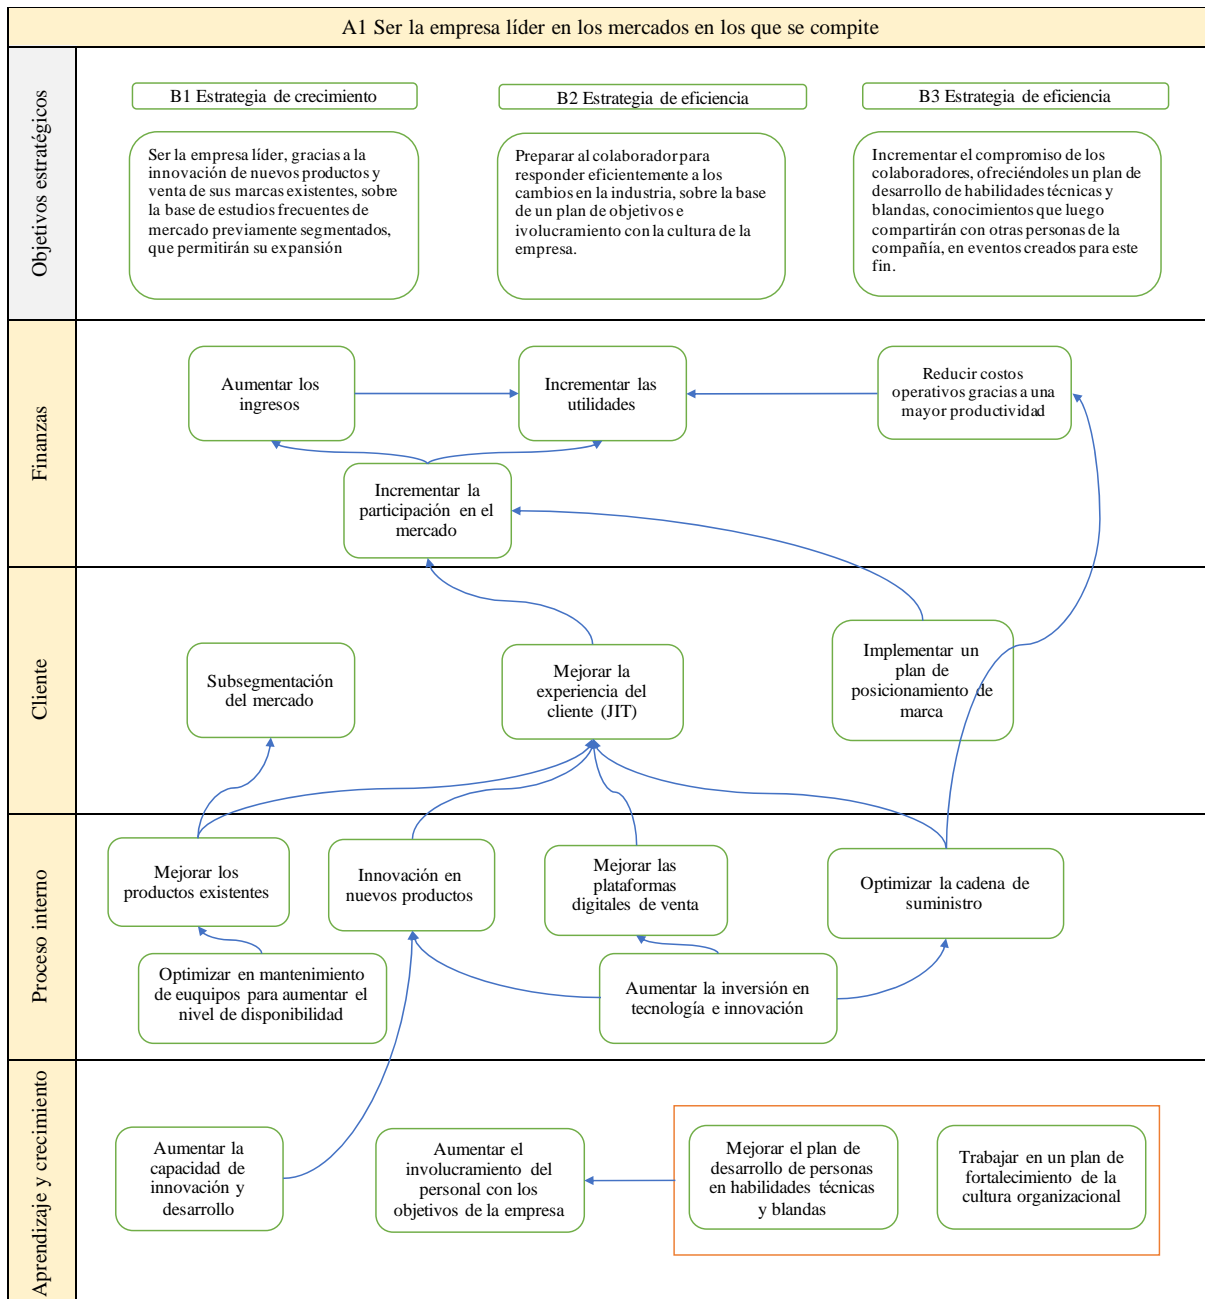 A1 Ser la empresa líder en los mercados en los que se compite
Objetivos estratégicos
B1 Estrategia de crecimiento
B2 Estrategia de eficiencia
B3 Estrategia de eficiencia
Ser la empresa líder, gracias a la
innovación de nuevos productos y
venta de sus marcas existentes, sobre
la base de estudios frecuentes de
mercado previamente segmentados,
que permitirán su expansión
Preparar al colaborador para
responder eficientemente a los
cambios en la industria, sobre la base
de un plan de objetivos e
ivolucramiento con la cultura de la
empresa.
Incrementar el compromiso de los
colaboradores, ofreciéndoles un plan de
desarrollo de habilidades técnicas y
blandas, conocimientos que luego
compartirán con otras personas de la
compañía, en eventos creados para este
fin.
Finanzas
Aumentar los
ingresos
Incrementar las
utilidades
Reducir costos
operativos gracias a una
mayor productividad
Incrementar la
participación en el
mercado
Cliente
Subsegmentación
del mercado
Mejorar la
experiencia del
cliente (JIT)
Implementar un
plan de
posicionamiento de
marca
Proceso interno
Mejorar los
productos existentes
Innovación en
nuevos productos
Mejorar las
plataformas
digitales de venta
Optimizar la cadena de
suministro
Optimizar en mantenimiento
de euquipos para aumentar el
nivel de disponibilidad
Aumentar la inversión en
tecnología e innovación
Aprendizaje y crecimiento
Aumentar la
capacidad de
innovación y
desarrollo
Aumentar el
involucramiento del
personal con los
objetivos de la empresa
Mejorar el plan de
desarrollo de personas
en habilidades técnicas
y blandas
Trabajar en un plan de
fortalecimiento de la
cultura organizacional